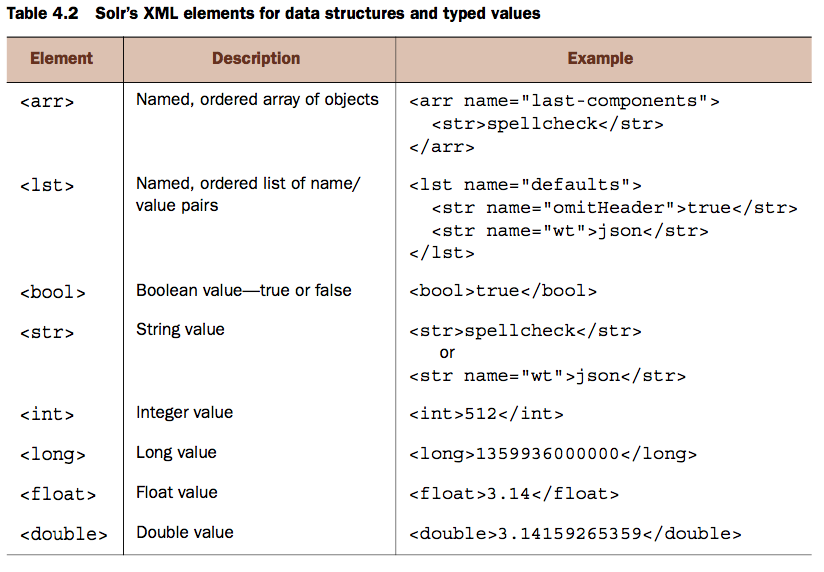 Table 4.2 Solr's XML elements for data structures and typed values
Element Description Example
<arr> Named, ordered array of objects <arr name="last-components">
<str>spellcheck</str>
</arr>
<lst> Named, ordered list of name/ <lst name="defaults">
value pairs <str name="omitHeader">true</str>
<str name="wt">json</str>
</lst>
<bool> Boolean value—true or false <bool>true</bool>
<str> String value <str>spellcheck</str>
or
<str name="wt">json</str>
<int> Integer value <int>512</int>
<long> Long value <long>1359936000000</long>
<float> Float value <float>3.14</float>
<double> Double value <double>3.14159265359</double>